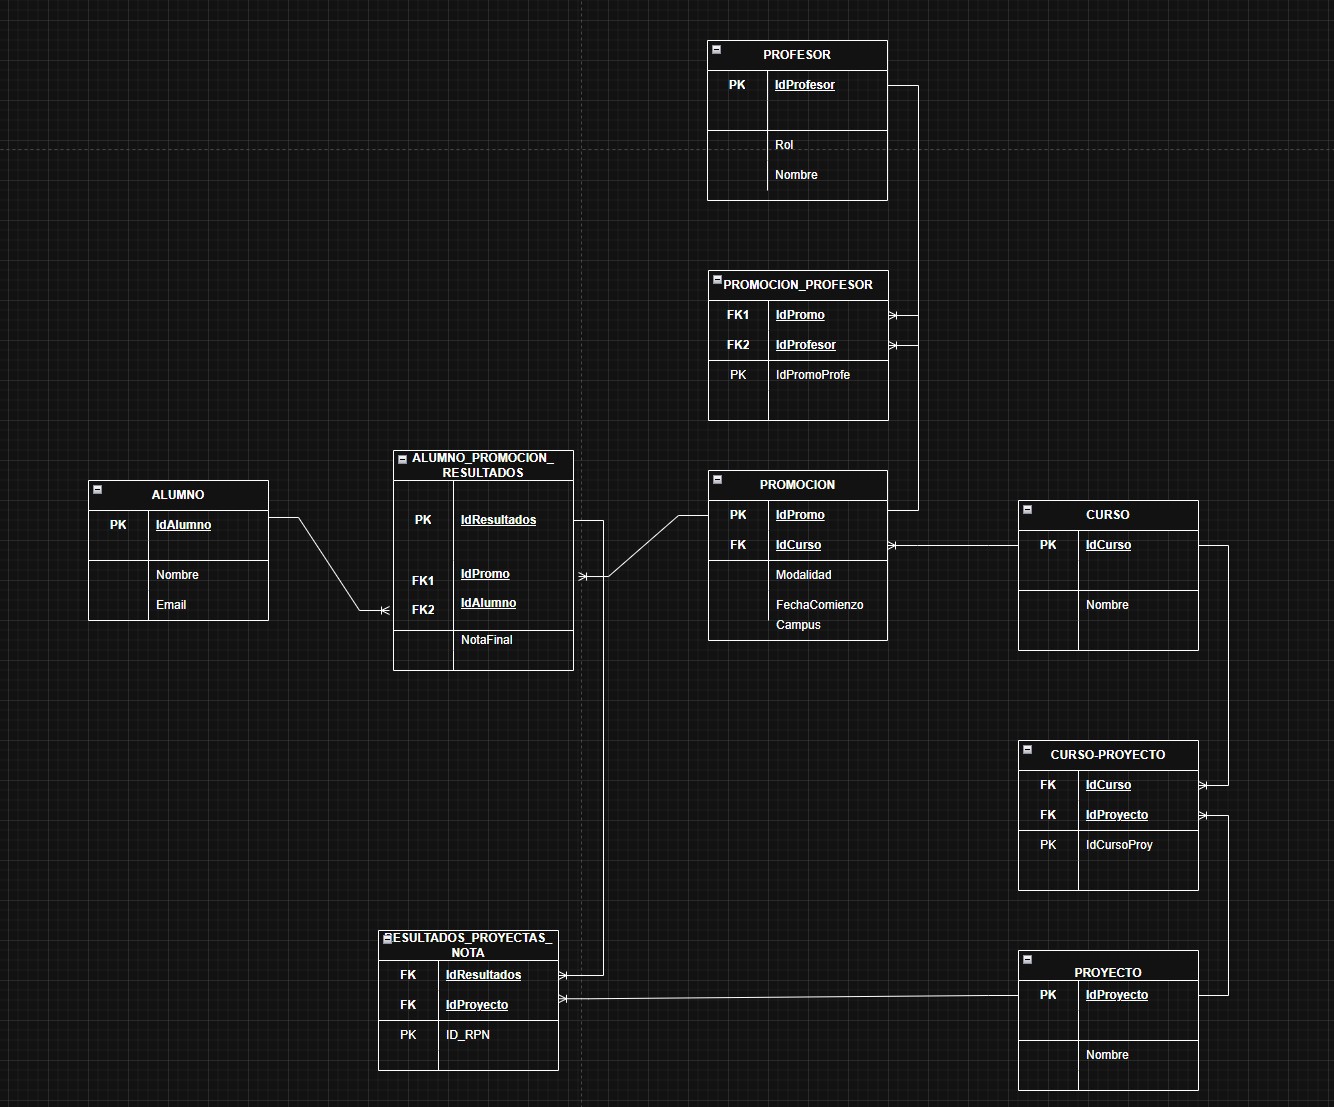 PROFESOR
PK IdProfesor
Rol
Nombre
PROMOCION_PROFESOR
FK1 IdPromo
FK2 IdProfesor
PK IdPromoProfe
ALUMNO_PROMOCION_
RESULTADOS
PK IdResultados
FK1 IdPromo
FK2 IdAlumno
NotaFinal
ALUMNO
PK IdAlumno
Nombre
Email
PROMOCION
PK IdPromo
FK IdCurso
Modalidad
FechaComienzo
Campus
CURSO
PK IdCurso
Nombre
CURSO-PROYECTO
FK IdCurso
FK IdProyecto
PK IdCursoProy
RESULTADOS_PROYECTAS_
NOTA
FK IdResultados
FK IdProyecto
PK ID_RPN
PROYECTO
PK IdProyecto
Nombre